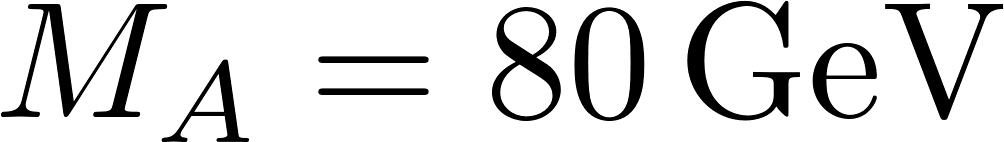 M_A = 80 GeV